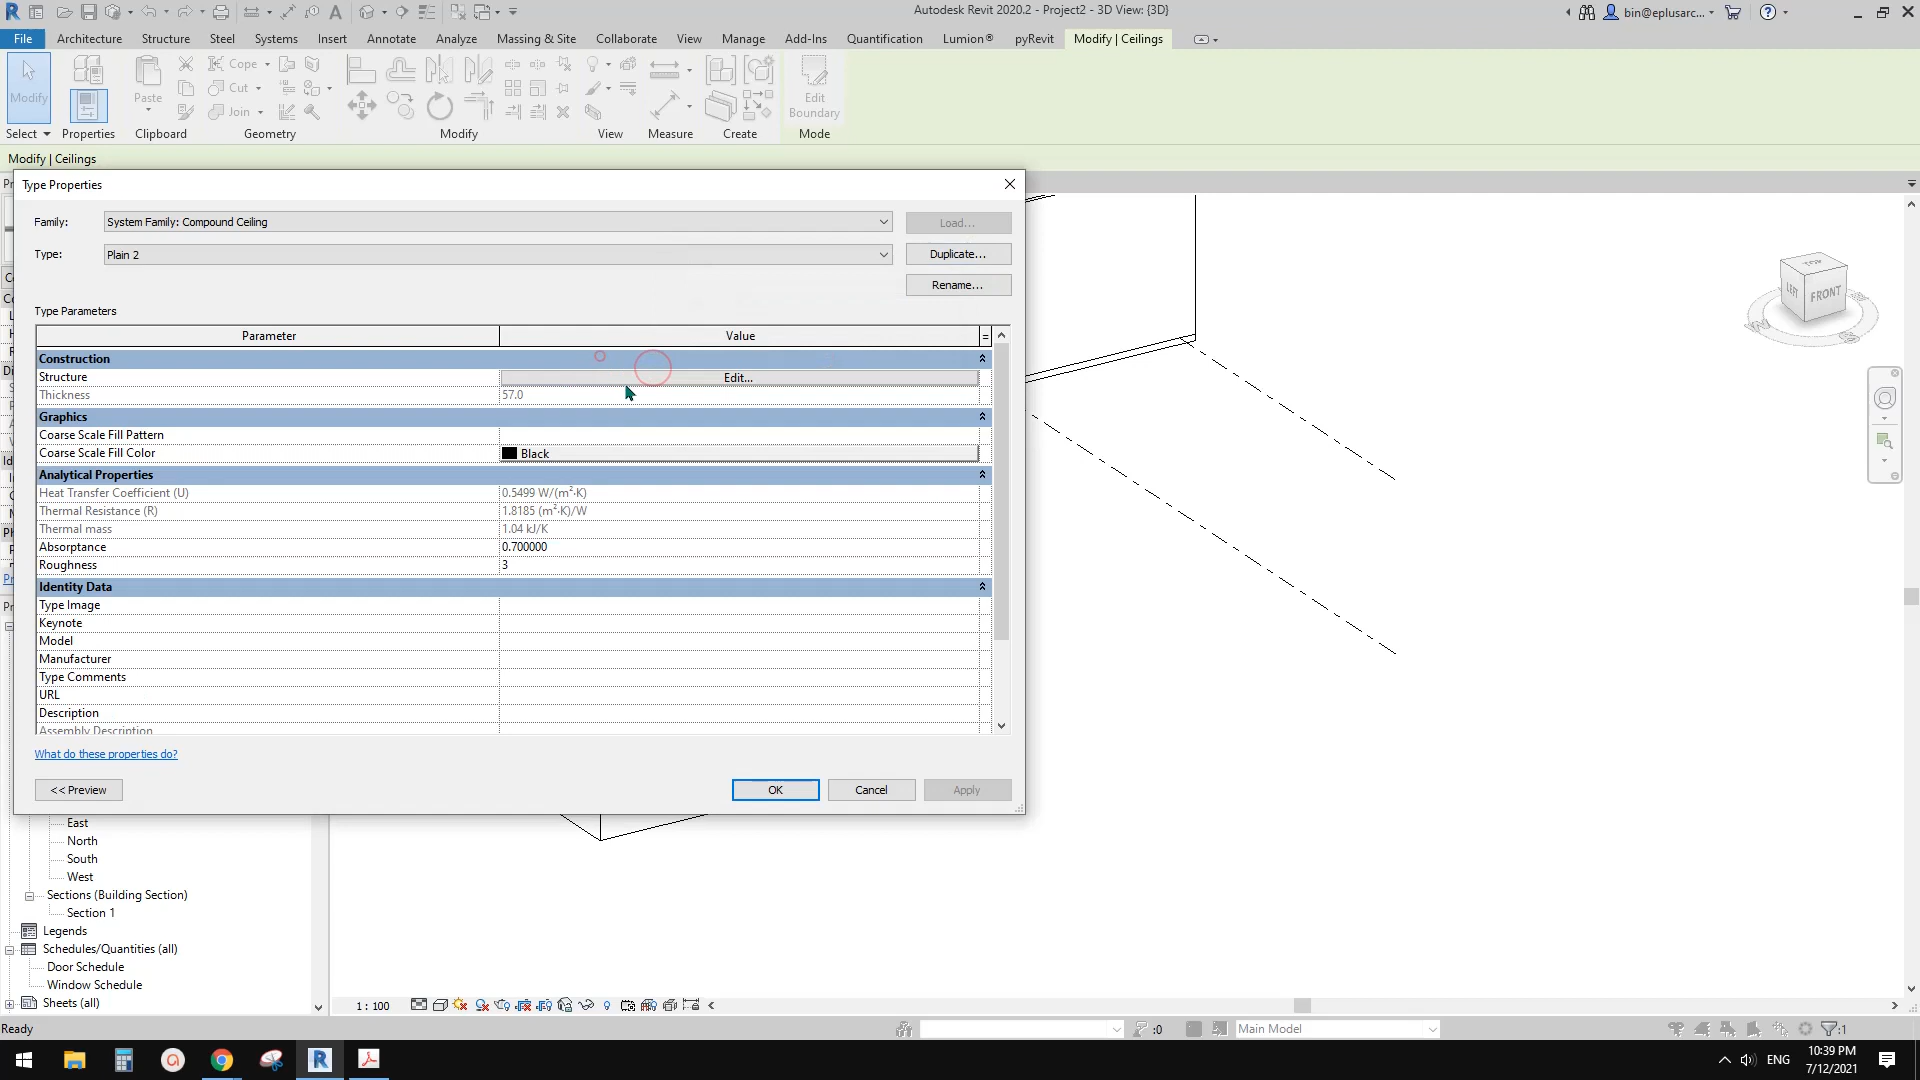 Autodesk Revit 2020.2 - Project2 - 3D View: {3D}
bin@eplusarc...
File Architecture Structure Steel Systems Insert Annotate Analyze Massing & Site Collaborate View Manage Add-Ins Quantification Lumion® pyRevit Modify | Ceilings
Modify
Paste
Cope
Cut
Join
Edit
Boundary
Select Properties Clipboard Geometry Modify View Measure Create Mode
Modify | Ceilings
Type Properties
Family: System Family: Compound Ceiling Load...
Type: Plain 2 Duplicate...
Rename...
Type Parameters
Parameter Value =
Construction
Structure Edit...
Thickness 57.0
Graphics
Coarse Scale Fill Pattern
Coarse Scale Fill Color Black
Analytical Properties
Heat Transfer Coefficient (U) 0.5499 W/(m²·K)
Thermal Resistance (R) 1.8185 (m²·K)/W
Thermal mass 1.04 kJ/K
Absorptance 0.700000
Roughness 3
Identity Data
Type Image
Keynote
Model
Manufacturer
Type Comments
URL
Description
Assembly Description
What do these properties do?
<< Preview OK Cancel Apply
TOP
LEFT FRONT
W
East
North
South
West
Sections (Building Section)
Section 1
Legends
Schedules/Quantities (all)
Door Schedule
Window Schedule
Sheets (all)
1 : 100
Ready :0 Main Model :1
ENG
10:39 PM
7/12/2021